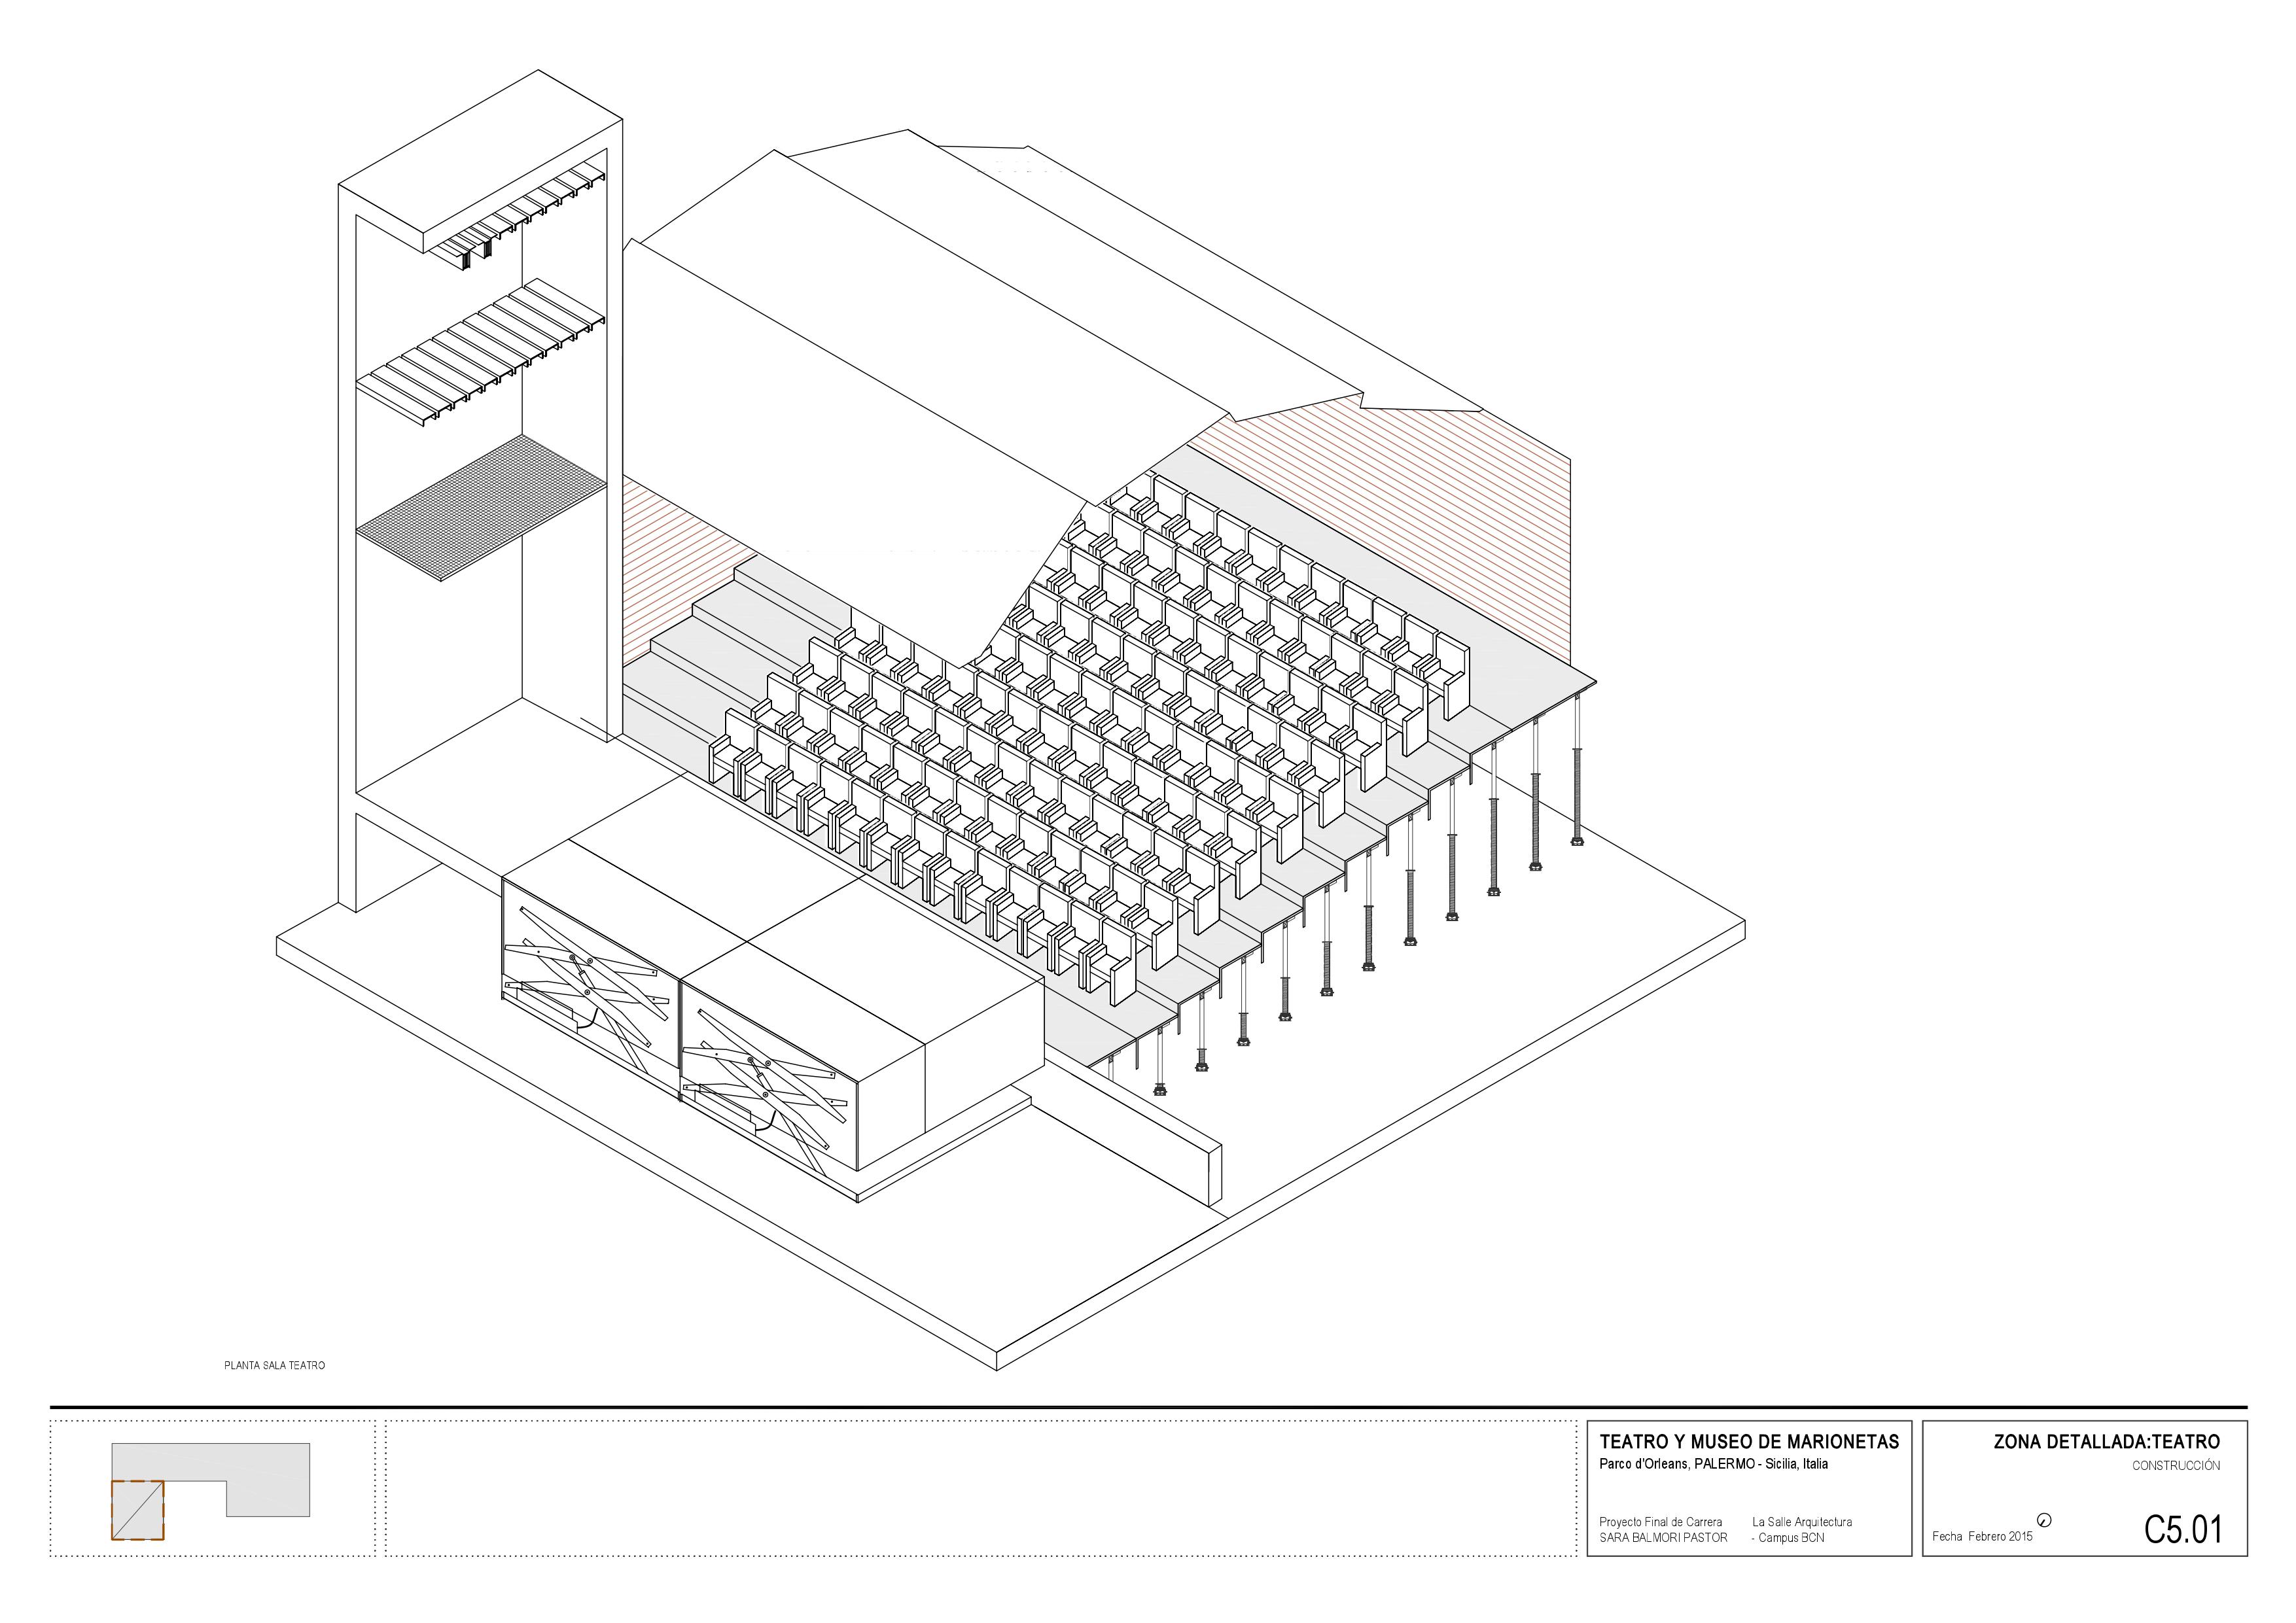 PLANTA SALA TEATRO
TEATRO Y MUSEO DE MARIONETAS
Parco d'Orleans, PALERMO - Sicilia, Italia
Proyecto Final de Carrera La Salle Arquitectura
SARA BALMORI PASTOR - Campus BCN
ZONA DETALLADA:TEATRO
CONSTRUCCIÓN
Fecha Febrero 2015
C5.01